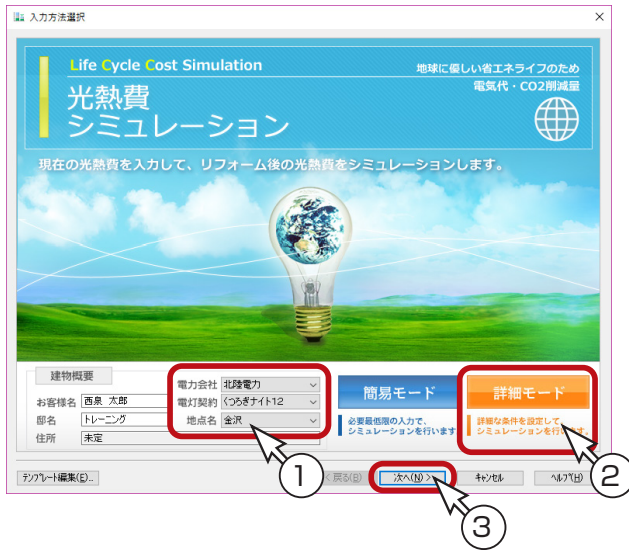 入力方法選択
Life Cycle Cost Simulation
地球に優しい省エネライフのため
電気代・CO2削減量
光熱費
シミュレーション
現在の光熱費を入力して、リフォーム後の光熱費をシミュレーションします。
建物概要
お客様名 西泉 太郎
邸名 トレーニング
住所 未定
電力会社 北陸電力
電灯契約 くつろぎナイト12
地点名 金沢
簡易モード
必要最低限の入力で、
シミュレーションを行います
詳細モード
詳細な条件を設定して、
シミュレーションを行います。
テンプレート編集(E)...
< 戻る(B)
次へ(N) >
キャンセル
ヘルプ(H)
1
2
3